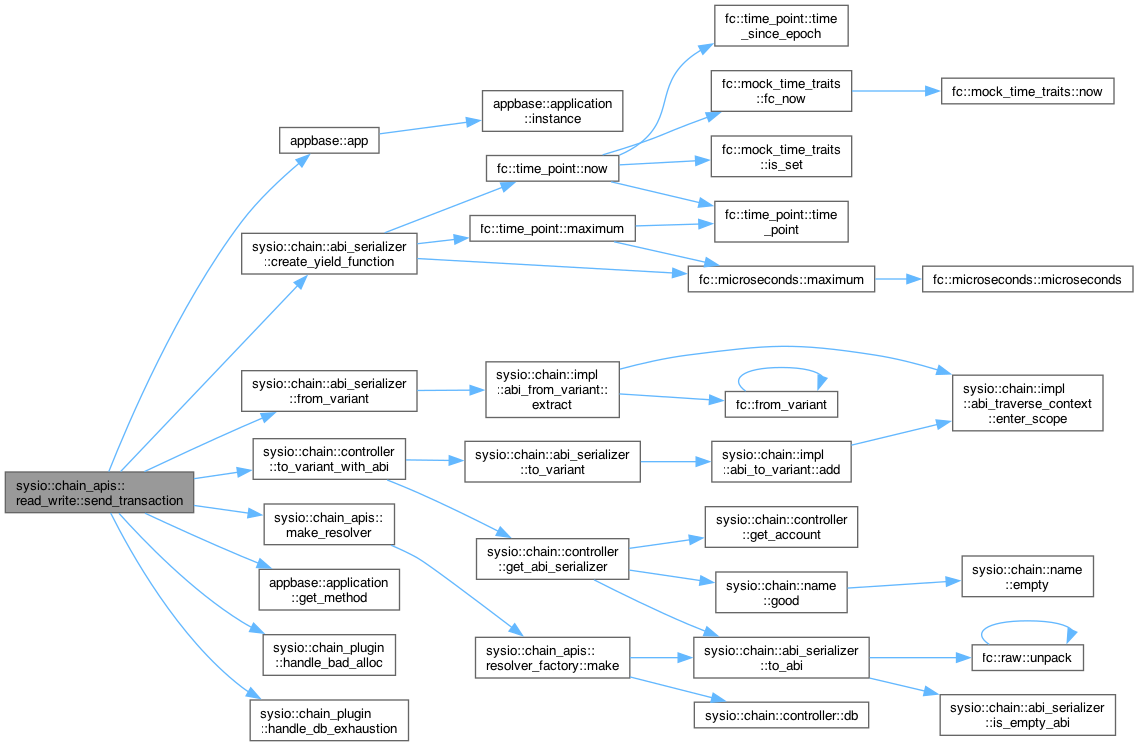 sysio::chain_apis::
read_write::send_transaction
appbase::app
sysio::chain::abi_serializer
::create_yield_function
sysio::chain::abi_serializer
::from_variant
sysio::chain::controller
::to_variant_with_abi
sysio::chain_apis::
make_resolver
appbase::application
::get_method
sysio::chain_plugin
::handle_bad_alloc
sysio::chain_plugin
::handle_db_exhaustion
appbase::application
::instance
fc::time_point::now
fc::time_point::maximum
sysio::chain::impl
::abi_from_variant::
extract
sysio::chain::abi_serializer
::to_variant
sysio::chain::controller
::get_abi_serializer
sysio::chain_apis::
resolver_factory::make
fc::time_point::time
_since_epoch
fc::mock_time_traits
::fc_now
fc::mock_time_traits
::is_set
fc::time_point::time
_point
fc::microseconds::maximum
fc::from_variant
sysio::chain::impl
::abi_to_variant::add
sysio::chain::controller
::get_account
sysio::chain::name
::good
sysio::chain::abi_serializer
::to_abi
sysio::chain::controller::db
fc::mock_time_traits::now
fc::microseconds::microseconds
sysio::chain::impl
::abi_traverse_context
::enter_scope
sysio::chain::name
::empty
fc::raw::unpack
sysio::chain::abi_serializer
::is_empty_abi